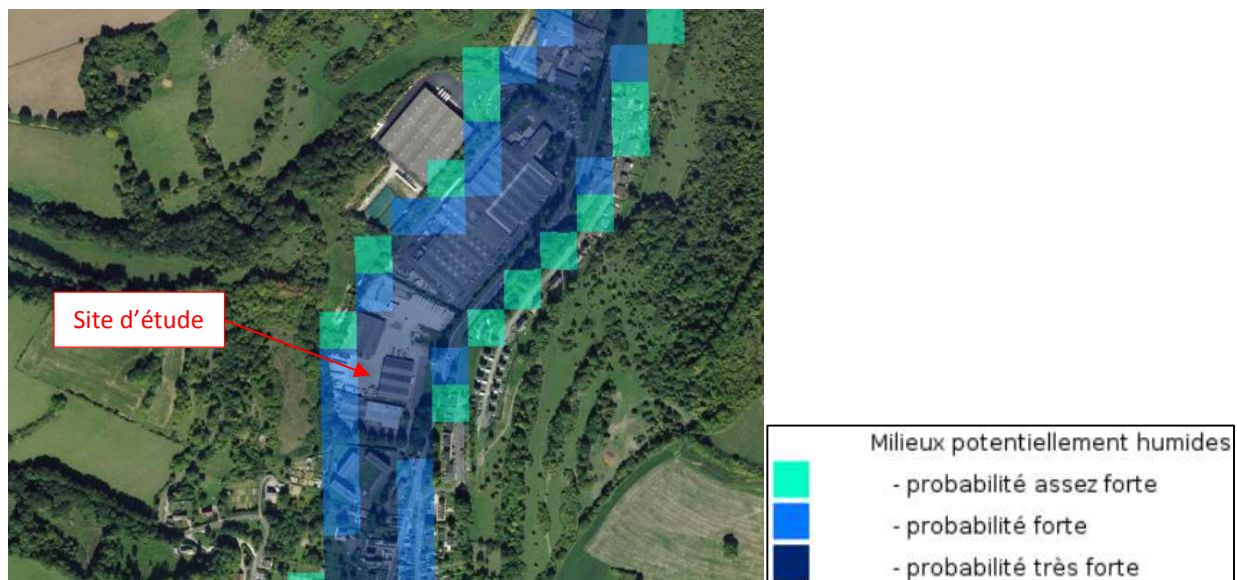 Site d’étude
Milieux potentiellement humides
- probabilité assez forte
- probabilité forte
- probabilité très forte